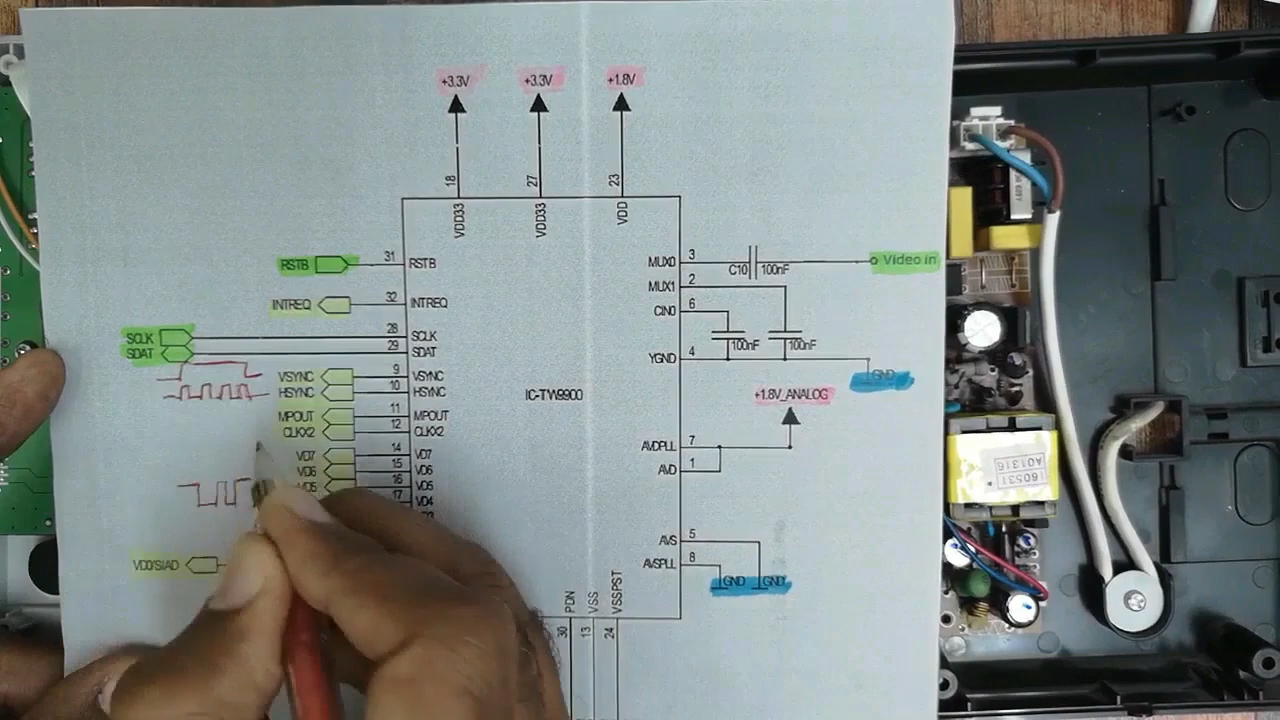 +3.3V +3.3V +1.8V
18 27 23
VDD33 VDD33 VDD
RSTB 31 RSTB
INTREQ 32 INTREQ
SCLK 28 SCLK
SDAT 29 SDAT
VSYNC 9 VSYNC
HSYNC 10 HSYNC
MPOUT 11 MPOUT
CLKX2 12 CLKX2
VD7 14 VD7
VD6 15 VD6
VD5 16 VD5
17 VD4
VD0/SIAD
IC-TW9900
MUX0 3 C10 100nF Video in
MUX1 2
CIN0 6
100nF 100nF
YGND 4 GND
+1.8V_ANALOG
AVDPLL 7
AVD 1
AVS 5
AVSPLL 8
GND GND
PDN VSS VSSPST
30 13 24
160531
A01316